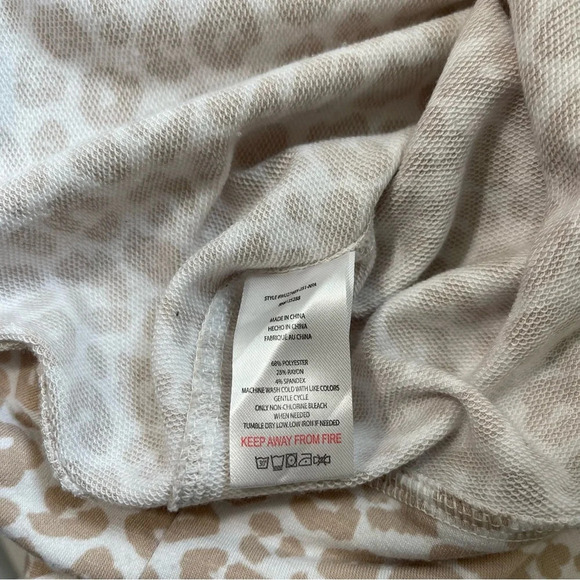 MADE IN CHINA
HECHO IN CHINA
FABRIQUE AU CHINA
68% POLYESTER
28% RAYON
4% SPANDEX
MACHINE WASH COLD WITH LIKE COLORS
GENTLE CYCLE
ONLY NON-CHLORINE BLEACH
WHEN NEEDED
TUMBLE DRY LOW, LOW IRON IF NEEDED
KEEP AWAY FROM FIRE